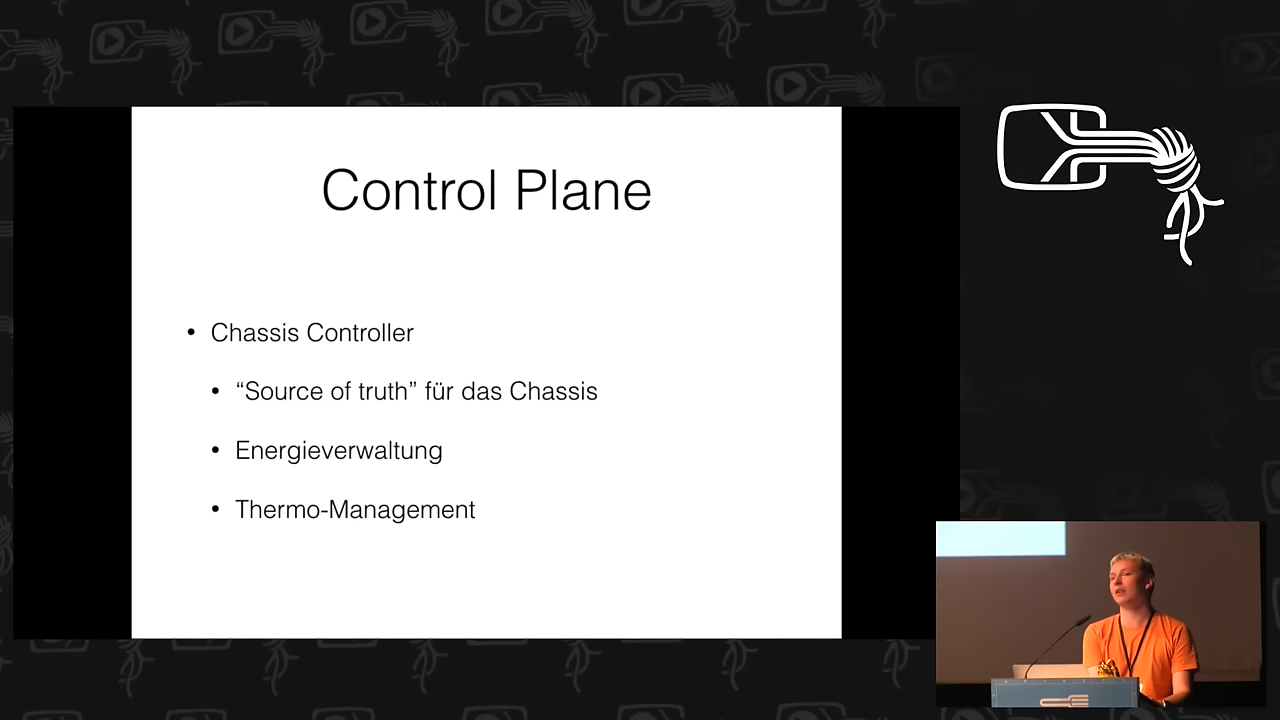 Control Plane
• Chassis Controller
• “Source of truth” für das Chassis
• Energieverwaltung
• Thermo-Management